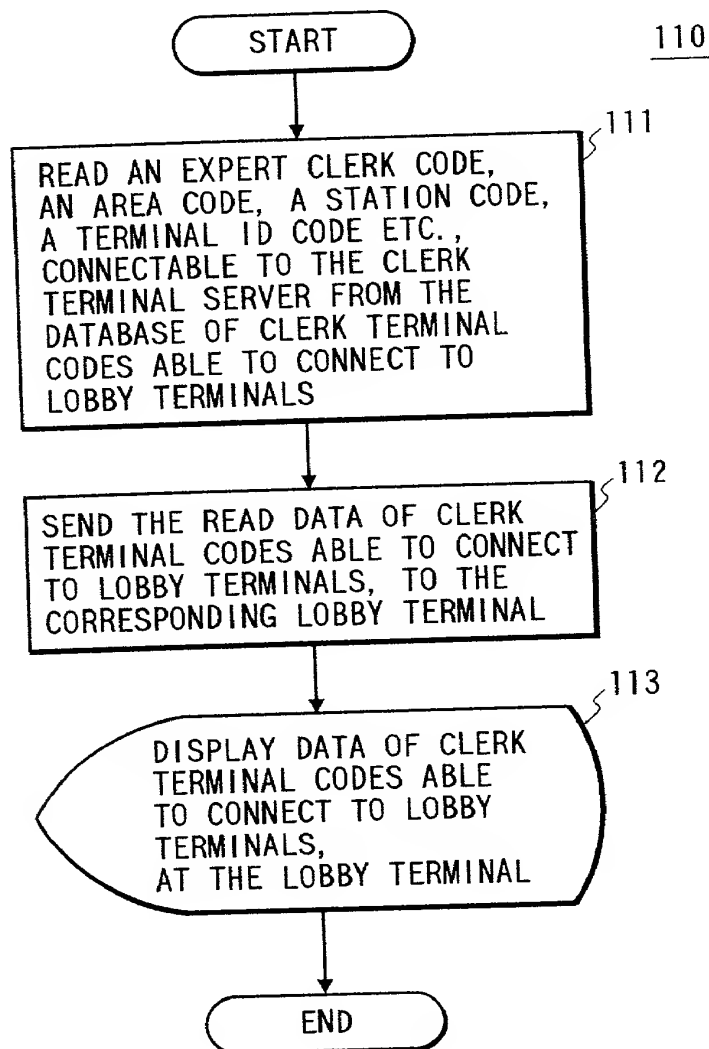 START
110
111
READ AN EXPERT CLERK CODE,
AN AREA CODE, A STATION CODE,
A TERMINAL ID CODE ETC.,
CONNECTABLE TO THE CLERK
TERMINAL SERVER FROM THE
DATABASE OF CLERK TERMINAL
CODES ABLE TO CONNECT TO
LOBBY TERMINALS
112
SEND THE READ DATA OF CLERK
TERMINAL CODES ABLE TO CONNECT
TO LOBBY TERMINALS, TO THE
CORRESPONDING LOBBY TERMINAL
113
DISPLAY DATA OF CLERK
TERMINAL CODES ABLE
TO CONNECT TO LOBBY
TERMINALS,
AT THE LOBBY TERMINAL
END